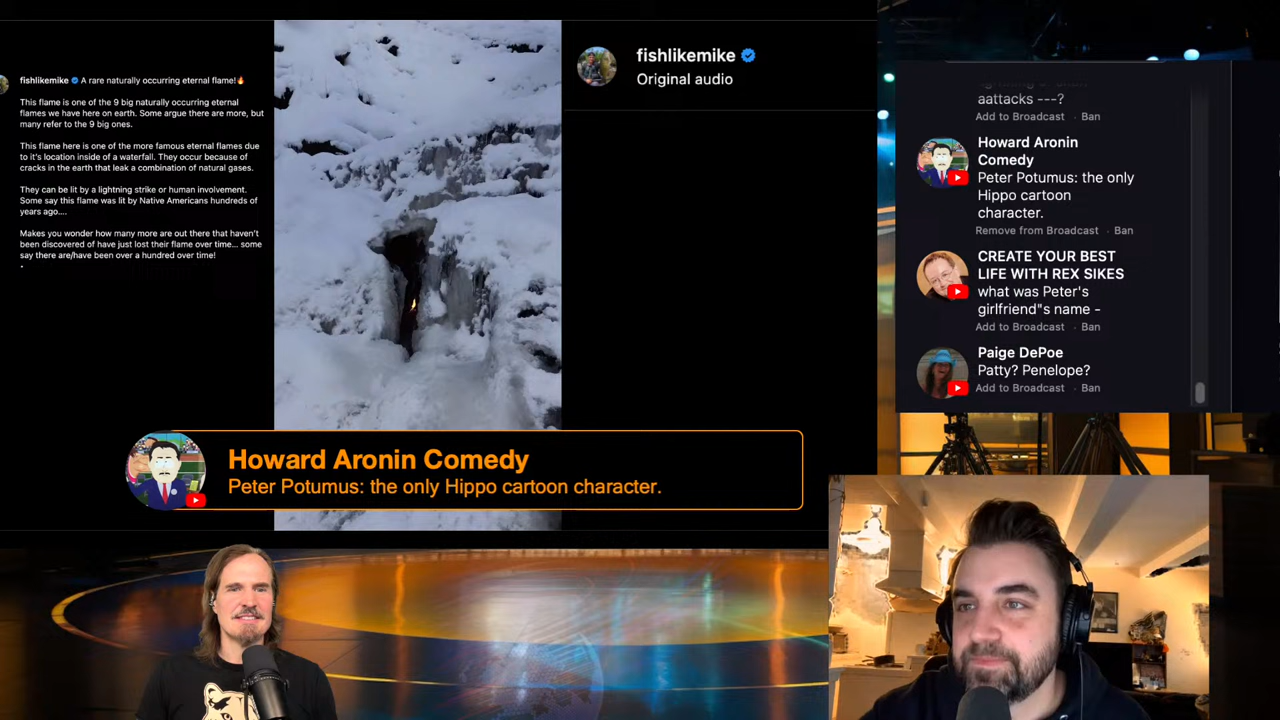 fishlikemike A rare naturally occurring eternal flame!🔥
This flame is one of the 9 big naturally occurring eternal
flames we have here on earth. Some argue there are more, but
many refer to the 9 big ones.
This flame here is one of the more famous eternal flames due
to it's location inside of a waterfall. They occur because of
cracks in the earth that leak a combination of natural gases.
They can be lit by a lightning strike or human involvement.
Some say this flame was lit by Native Americans hundreds of
years ago....
Makes you wonder how many more are out there that haven't
been discovered of have just lost their flame over time... some
say there are/have been over a hundred over time!
fishlikemike
Original audio
aattacks ---?
Add to Broadcast · Ban
Howard Aronin
Comedy
Peter Potumus: the only
Hippo cartoon
character.
Remove from Broadcast · Ban
CREATE YOUR BEST
LIFE WITH REX SIKES
what was Peter's
girlfriend"s name -
Add to Broadcast · Ban
Paige DePoe
Patty? Penelope?
Add to Broadcast · Ban
Howard Aronin Comedy
Peter Potumus: the only Hippo cartoon character.